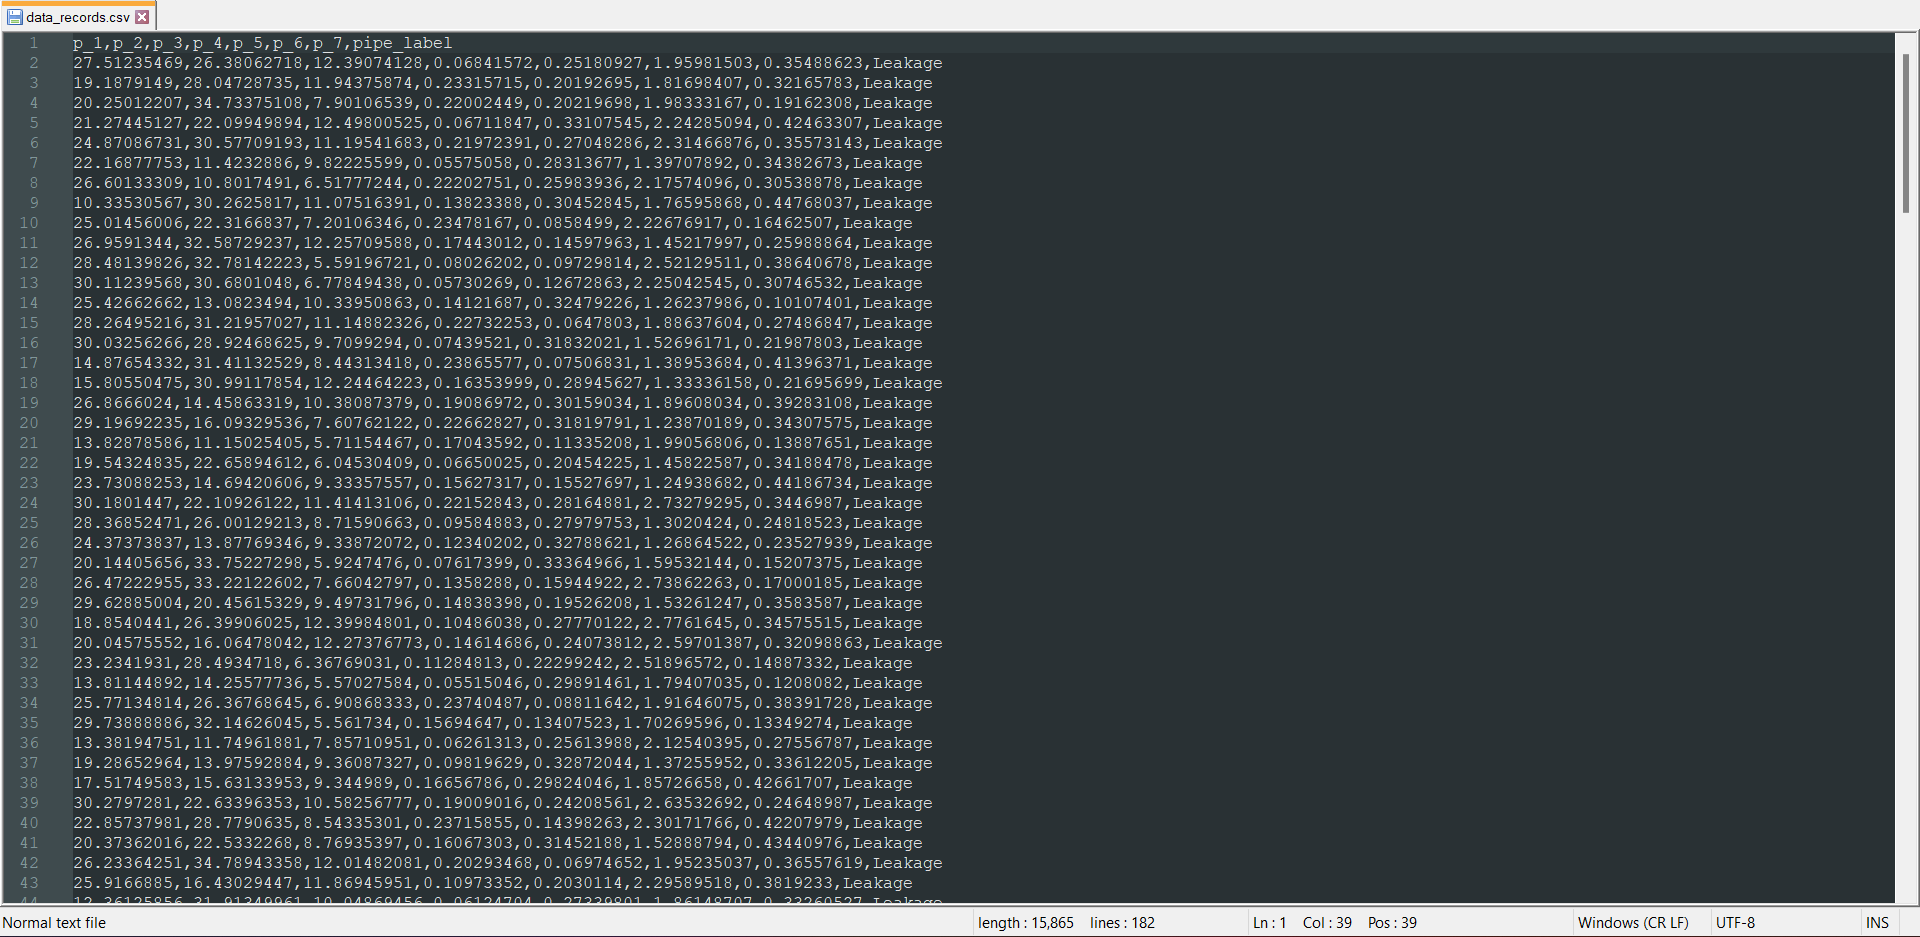 data_records.csv
1 p_1,p_2,p_3,p_4,p_5,p_6,p_7,pipe_label
2 27.51235469,26.38062718,12.39074128,0.06841572,0.25180927,1.95981503,0.35488623,Leakage
3 19.1879149,28.04728735,11.94375874,0.23315715,0.20192695,1.81698407,0.32165783,Leakage
4 20.25012207,34.73375108,7.90106539,0.22002449,0.20219698,1.98333167,0.19162308,Leakage
5 21.27445127,22.09949894,12.49800525,0.06711847,0.33107545,2.24285094,0.42463307,Leakage
6 24.87086731,30.57709193,11.19541683,0.21972391,0.27048286,2.31466876,0.35573143,Leakage
7 22.16877753,11.4232886,9.82225599,0.05575058,0.28313677,1.39707892,0.34382673,Leakage
8 26.60133309,10.8017491,6.51777244,0.22202751,0.25983936,2.17574096,0.30538878,Leakage
9 10.33530567,30.2625817,11.07516391,0.13823388,0.30452845,1.76595868,0.44768037,Leakage
10 25.01456006,22.3166837,7.20106346,0.23478167,0.0858499,2.22676917,0.16462507,Leakage
11 26.9591344,32.58729237,12.25709588,0.17443012,0.14597963,1.45217997,0.25988864,Leakage
12 28.48139826,32.78142223,5.59196721,0.08026202,0.09729814,2.52129511,0.38640678,Leakage
13 30.11239568,30.6801048,6.77849438,0.05730269,0.12672863,2.25042545,0.30746532,Leakage
14 25.42662662,13.0823494,10.33950863,0.14121687,0.32479226,1.26237986,0.10107401,Leakage
15 28.26495216,31.21957027,11.14882326,0.22732253,0.0647803,1.88637604,0.27486847,Leakage
16 30.03256266,28.92468625,9.7099294,0.07439521,0.31832021,1.52696171,0.21987803,Leakage
17 14.87654332,31.41132529,8.44313418,0.23865577,0.07506831,1.38953684,0.41396371,Leakage
18 15.80550475,30.99117854,12.24464223,0.16353999,0.28945627,1.33336158,0.21695699,Leakage
19 26.8666024,14.45863319,10.38087379,0.19086972,0.30159034,1.89608034,0.39283108,Leakage
20 29.19692235,16.09329536,7.60762122,0.22662827,0.31819791,1.23870189,0.34307575,Leakage
21 13.82878586,11.15025405,5.71154467,0.17043592,0.11335208,1.99056806,0.13887651,Leakage
22 19.54324835,22.65894612,6.04530409,0.06650025,0.20454225,1.45822587,0.34188478,Leakage
23 23.73088253,14.69420606,9.33357557,0.15627317,0.15527697,1.24938682,0.44186734,Leakage
24 30.1801447,22.10926122,11.41413106,0.22152843,0.28164881,2.73279295,0.3446987,Leakage
25 28.36852471,26.00129213,8.71590663,0.09584883,0.27979753,1.3020424,0.24818523,Leakage
26 24.37373837,13.87769346,9.33872072,0.12340202,0.32788621,1.26864522,0.23527939,Leakage
27 20.14405656,33.75227298,5.9247476,0.07617399,0.33364966,1.59532144,0.15207375,Leakage
28 26.47222955,33.22122602,7.66042797,0.1358288,0.15944922,2.73862263,0.17000185,Leakage
29 29.62885004,20.45615329,9.49731796,0.14838398,0.19526208,1.53261247,0.3583587,Leakage
30 18.8540441,26.39906025,12.39984801,0.10486038,0.27770122,2.7761645,0.34575515,Leakage
31 20.04575552,16.06478042,12.27376773,0.14614686,0.24073812,2.59701387,0.32098863,Leakage
32 23.2341931,28.4934718,6.36769031,0.11284813,0.22299242,2.51896572,0.14887332,Leakage
33 13.81144892,14.25577736,5.57027584,0.05515046,0.29891461,1.79407035,0.1208082,Leakage
34 25.77134814,26.36768645,6.90868333,0.23740487,0.08811642,1.91646075,0.38391728,Leakage
35 29.73888886,32.14626045,5.561734,0.15694647,0.13407523,1.70269596,0.13349274,Leakage
36 13.38194751,11.74961881,7.85710951,0.06261313,0.25613988,2.12540395,0.27556787,Leakage
37 19.28652964,13.97592884,9.36087327,0.09819629,0.32872044,1.37255952,0.33612205,Leakage
38 17.51749583,15.63133953,9.344989,0.16656786,0.29824046,1.85726658,0.42661707,Leakage
39 30.2797281,22.63396353,10.58256777,0.19009016,0.24208561,2.63532692,0.24648987,Leakage
40 22.85737981,28.7790635,8.54335301,0.23715855,0.14398263,2.30171766,0.42207979,Leakage
41 20.37362016,22.5332268,8.76935397,0.16067303,0.31452188,1.52888794,0.43440976,Leakage
42 26.23364251,34.78943358,12.01482081,0.20293468,0.06974652,1.95235037,0.36557619,Leakage
43 25.9166885,16.43029447,11.86945951,0.10973352,0.2030114,2.29589518,0.3819233,Leakage
Normal text file length : 15,865 lines : 182 Ln : 1 Col : 39 Pos : 39 Windows (CR LF) UTF-8 INS